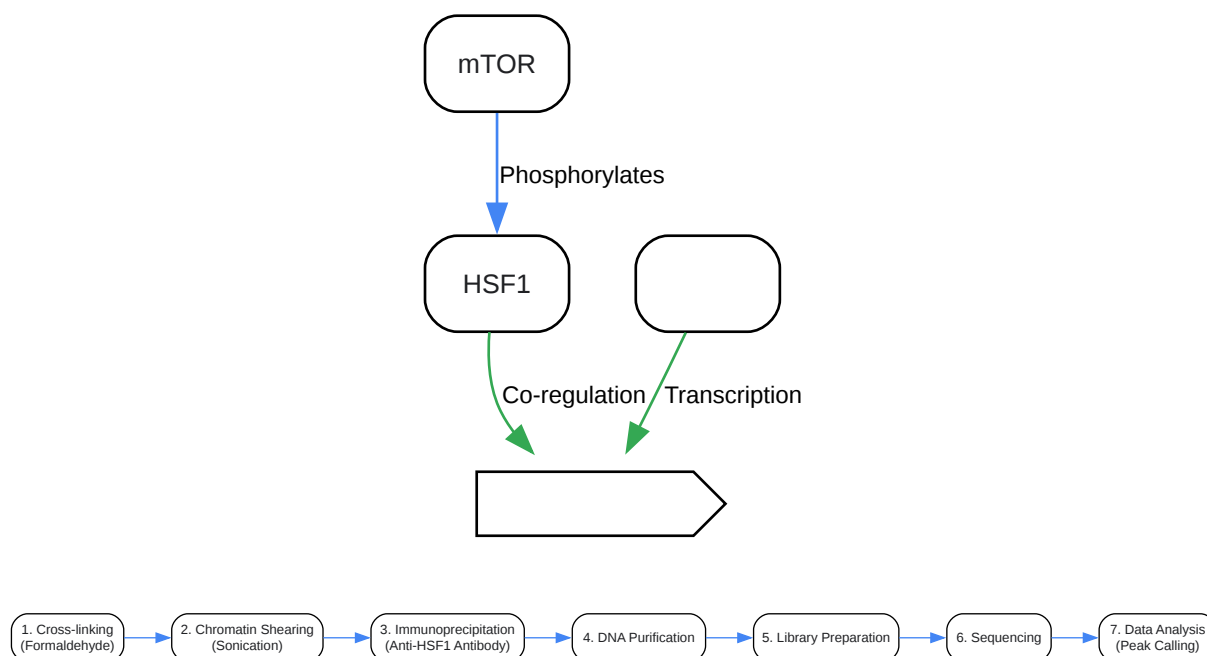 mTOR
Phosphorylates
HSF1
Co-regulation
Transcription
1. Cross-linking
(Formaldehyde)
2. Chromatin Shearing
(Sonication)
3. Immunoprecipitation
(Anti-HSF1 Antibody)
4. DNA Purification
5. Library Preparation
6. Sequencing
7. Data Analysis
(Peak Calling)